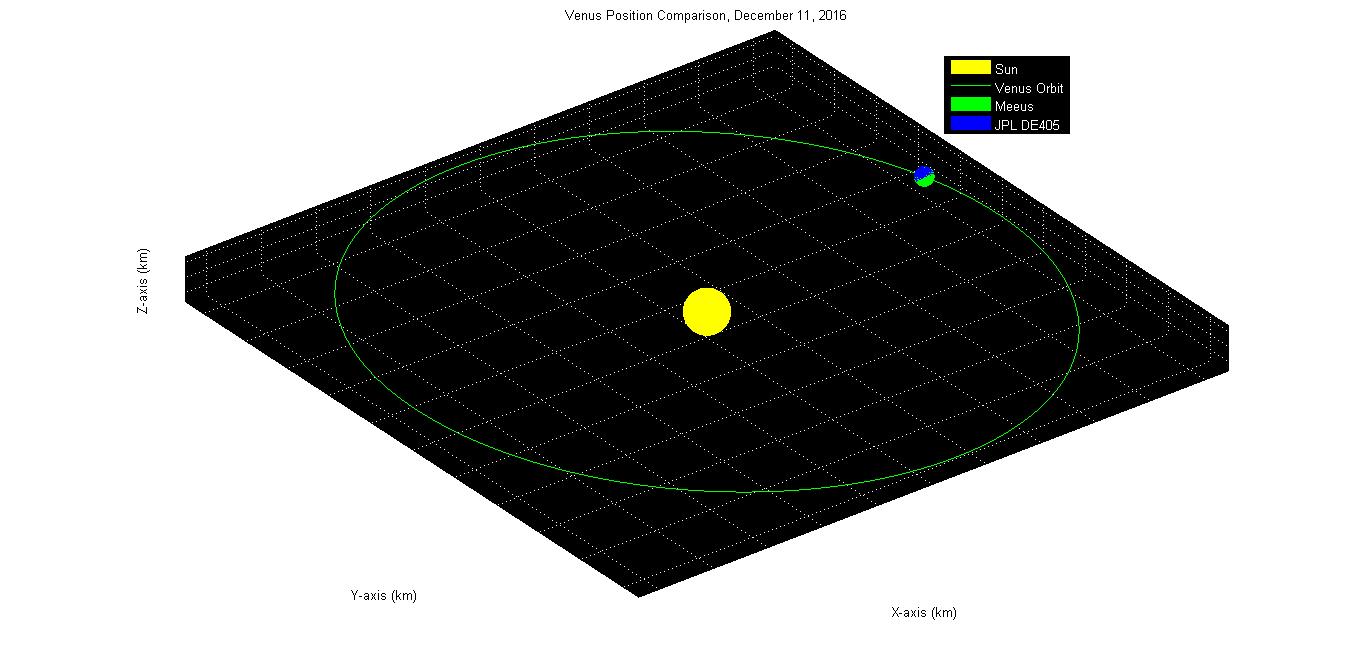 Venus Position Comparison, December 11, 2016
Sun
Venus Orbit
Meeus
JPL DE405
Z-axis (km)
Y-axis (km)
X-axis (km)